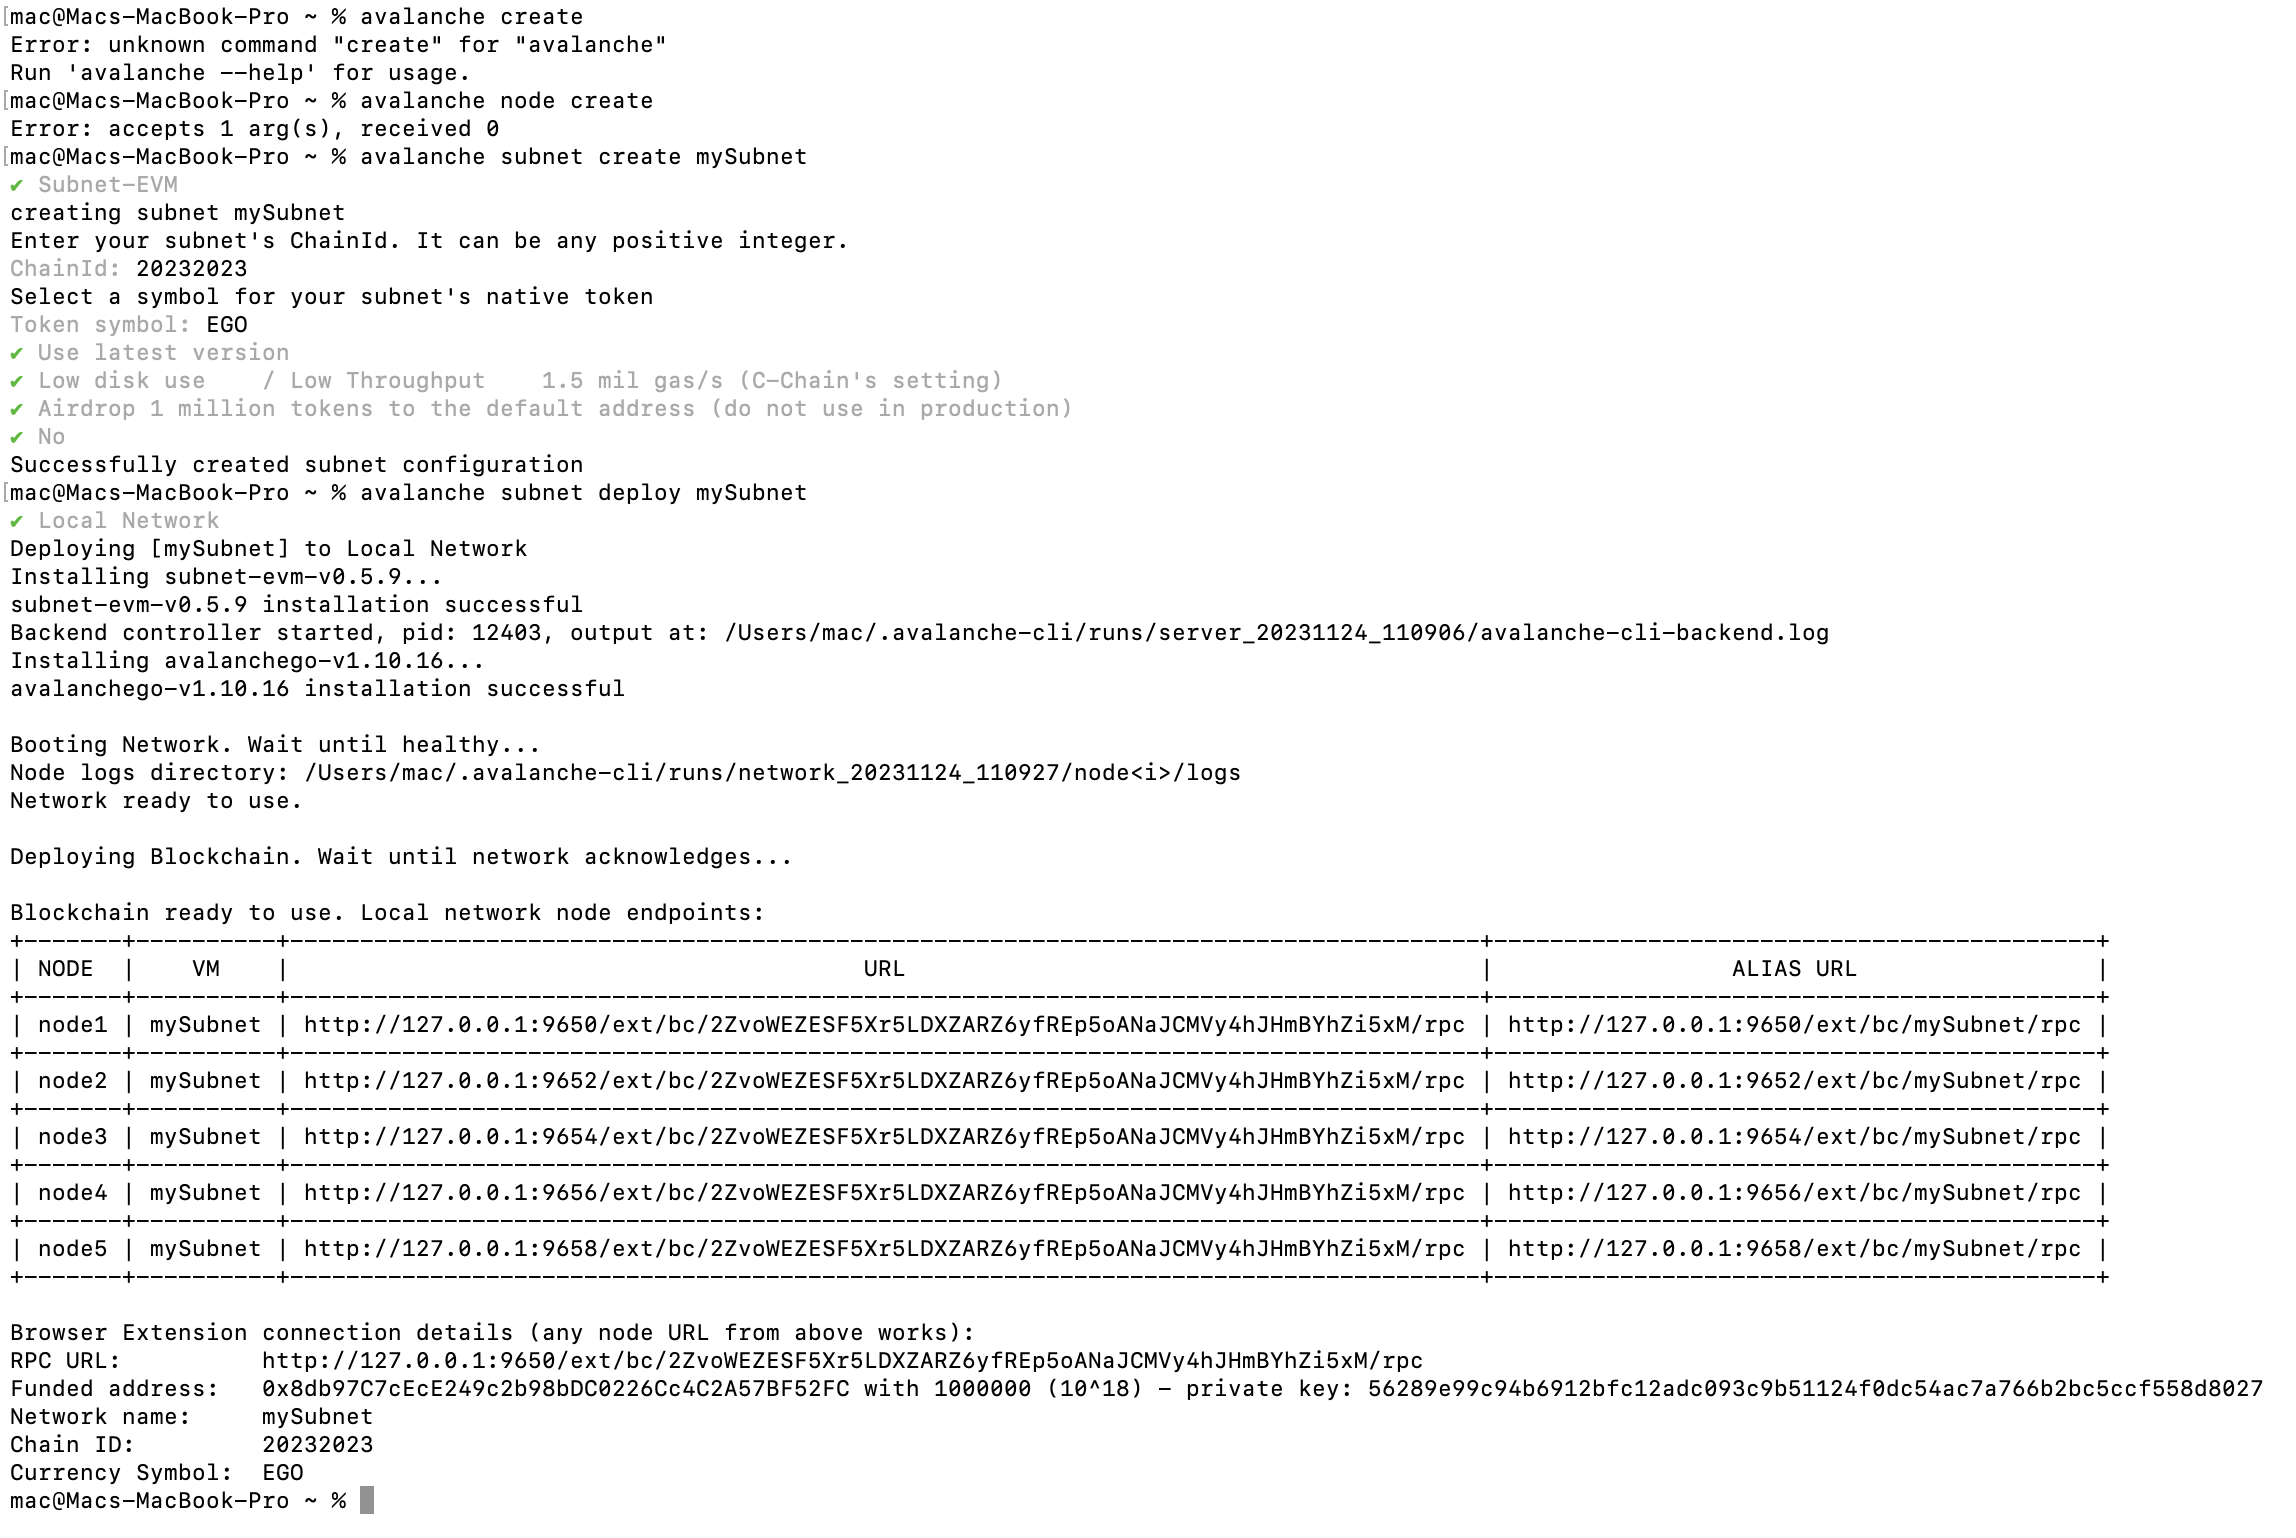 mac@Macs-MacBook-Pro ~ % avalanche create
Error: unknown command "create" for "avalanche"
Run 'avalanche --help' for usage.
mac@Macs-MacBook-Pro ~ % avalanche node create
Error: accepts 1 arg(s), received 0
mac@Macs-MacBook-Pro ~ % avalanche subnet create mySubnet
✔ Subnet-EVM
creating subnet mySubnet
Enter your subnet's ChainId. It can be any positive integer.
ChainId: 20232023
Select a symbol for your subnet's native token
Token symbol: EGO
✔ Use latest version
✔ Low disk use    / Low Throughput    1.5 mil gas/s (C-Chain's setting)
✔ Airdrop 1 million tokens to the default address (do not use in production)
✔ No
Successfully created subnet configuration
mac@Macs-MacBook-Pro ~ % avalanche subnet deploy mySubnet
✔ Local Network
Deploying [mySubnet] to Local Network
Installing subnet-evm-v0.5.9...
subnet-evm-v0.5.9 installation successful
Backend controller started, pid: 12403, output at: /Users/mac/.avalanche-cli/runs/server_20231124_110906/avalanche-cli-backend.log
Installing avalanchego-v1.10.16...
avalanchego-v1.10.16 installation successful
Booting Network. Wait until healthy...
Node logs directory: /Users/mac/.avalanche-cli/runs/network_20231124_110927/node<i>/logs
Network ready to use.
Deploying Blockchain. Wait until network acknowledges...
Blockchain ready to use. Local network node endpoints:
| NODE | VM | URL | ALIAS URL |
| node1 | mySubnet | http://127.0.0.1:9650/ext/bc/2ZvoWEZESF5Xr5LDXZARZ6yfREp5oANaJCMVy4hJHmBYhZi5xM/rpc | http://127.0.0.1:9650/ext/bc/mySubnet/rpc |
| node2 | mySubnet | http://127.0.0.1:9652/ext/bc/2ZvoWEZESF5Xr5LDXZARZ6yfREp5oANaJCMVy4hJHmBYhZi5xM/rpc | http://127.0.0.1:9652/ext/bc/mySubnet/rpc |
| node3 | mySubnet | http://127.0.0.1:9654/ext/bc/2ZvoWEZESF5Xr5LDXZARZ6yfREp5oANaJCMVy4hJHmBYhZi5xM/rpc | http://127.0.0.1:9654/ext/bc/mySubnet/rpc |
| node4 | mySubnet | http://127.0.0.1:9656/ext/bc/2ZvoWEZESF5Xr5LDXZARZ6yfREp5oANaJCMVy4hJHmBYhZi5xM/rpc | http://127.0.0.1:9656/ext/bc/mySubnet/rpc |
| node5 | mySubnet | http://127.0.0.1:9658/ext/bc/2ZvoWEZESF5Xr5LDXZARZ6yfREp5oANaJCMVy4hJHmBYhZi5xM/rpc | http://127.0.0.1:9658/ext/bc/mySubnet/rpc |
Browser Extension connection details (any node URL from above works):
RPC URL:          http://127.0.0.1:9650/ext/bc/2ZvoWEZESF5Xr5LDXZARZ6yfREp5oANaJCMVy4hJHmBYhZi5xM/rpc
Funded address:   0x8db97C7cEcE249c2b98bDC0226Cc4C2A57BF52FC with 1000000 (10^18) - private key: 56289e99c94b6912bfc12adc093c9b51124f0dc54ac7a766b2bc5ccf558d8027
Network name:     mySubnet
Chain ID:         20232023
Currency Symbol:  EGO
mac@Macs-MacBook-Pro ~ %